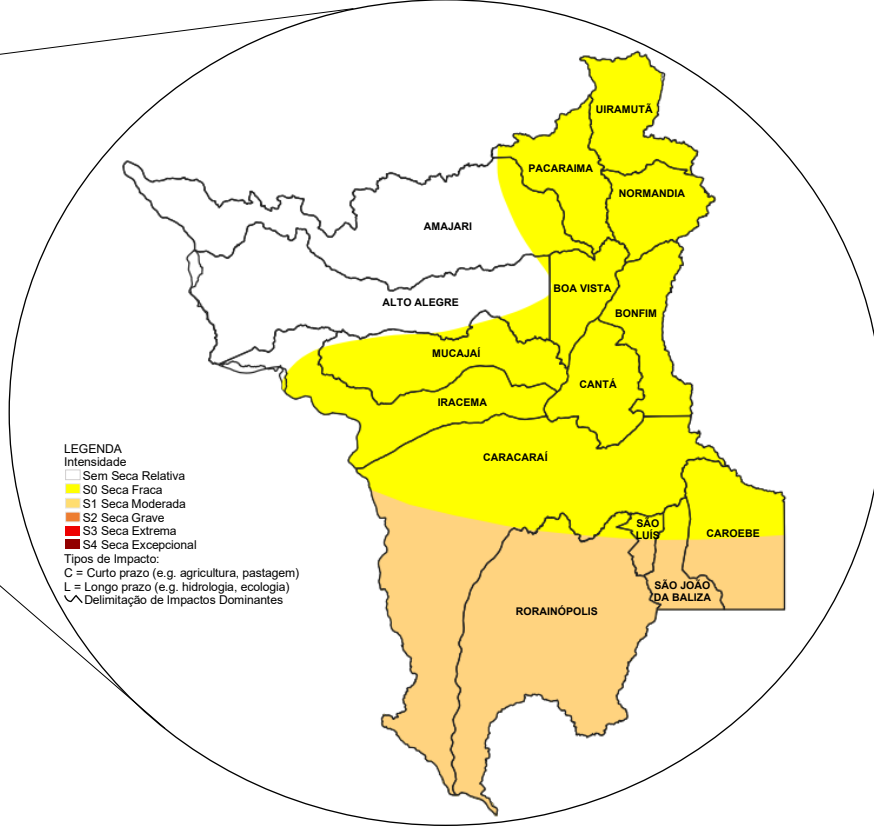 UIRAMUTÃ
PACARAIMA
NORMANDIA
AMAJARI
BOA VISTA
ALTO ALEGRE
BONFIM
MUCAJAÍ
CANTÁ
IRACEMA
CARACARAÍ
SÃO
LUÍS
CAROEBE
SÃO JOÃO
DA BALIZA
RORAINÓPOLIS
LEGENDA
Intensidade
Sem Seca Relativa
S0 Seca Fraca
S1 Seca Moderada
S2 Seca Grave
S3 Seca Extrema
S4 Seca Excepcional
Tipos de Impacto:
C = Curto prazo (e.g. agricultura, pastagem)
L = Longo prazo (e.g. hidrologia, ecologia)
Delimitação de Impactos Dominantes